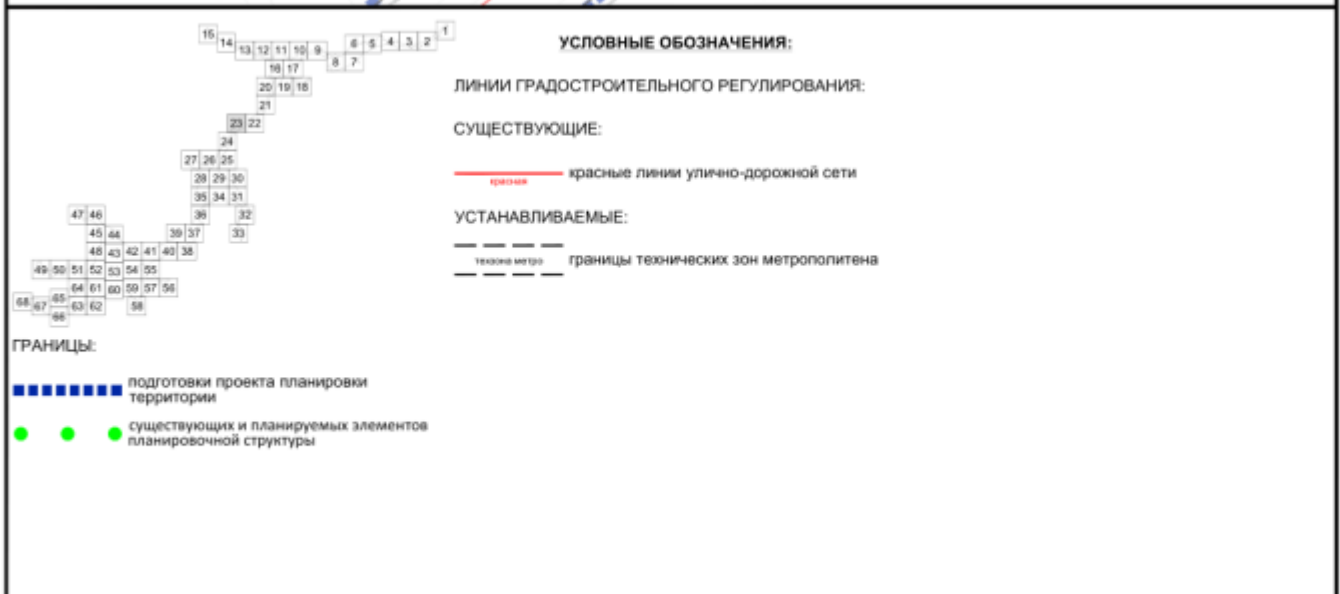 15
14
13 12 11 10 9
8 7
6 5 4 3 2
1
16 17
20 19 18
21
23 22
24
27 26 25
28 29 30
35 34 31
36
32
33
39 37
47 46
45 44
48 43 42 41 40 38
49 50 51 52 53 54 55
64 61 60 59 57 56
68 67 65 63 62
58
66
ГРАНИЦЫ:
подготовки проекта планировки
территории
существующих и планируемых элементов
планировочной структуры
УСЛОВНЫЕ ОБОЗНАЧЕНИЯ:
ЛИНИИ ГРАДОСТРОИТЕЛЬНОГО РЕГУЛИРОВАНИЯ:
СУЩЕСТВУЮЩИЕ:
красная
красные линии улично-дорожной сети
УСТАНАВЛИВАЕМЫЕ:
техзона метро
границы технических зон метрополитена